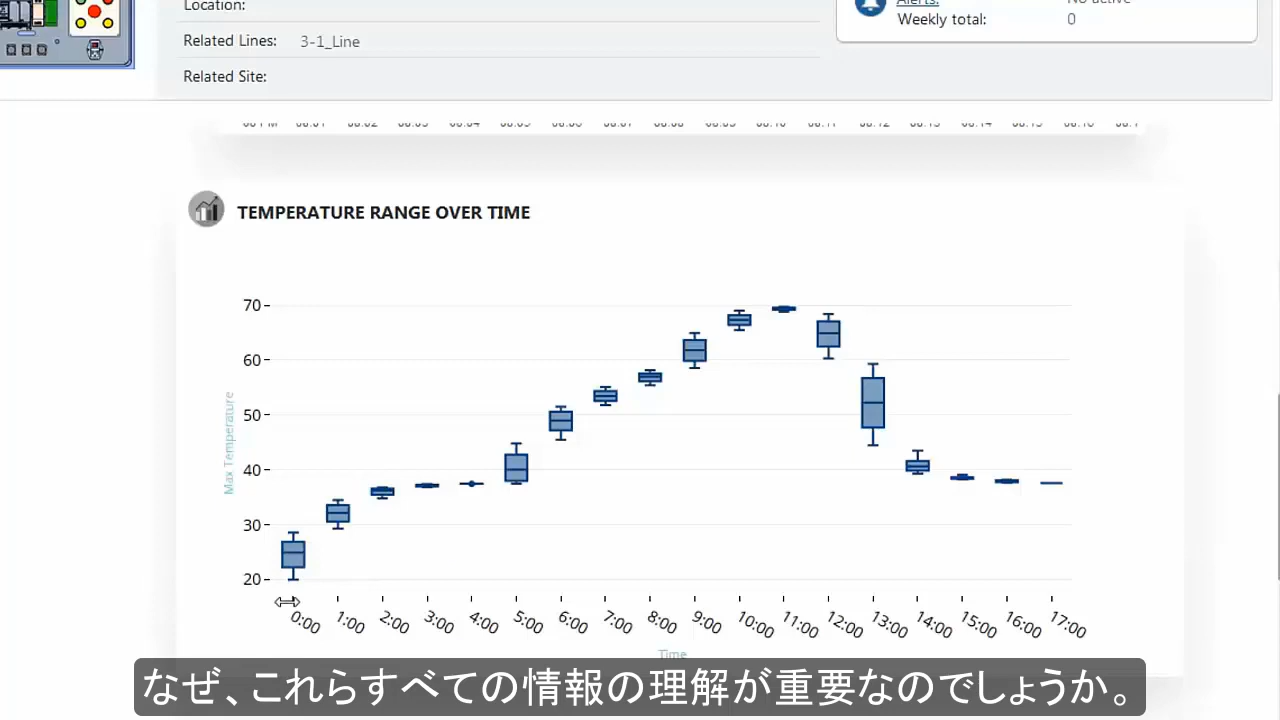 Location:
Related Lines: 3-1_Line
Related Site:
Alerts:
Weekly total: 0
TEMPERATURE RANGE OVER TIME
70
60
50
40
30
20
Max Temperature
0:00 1:00 2:00 3:00 4:00 5:00 6:00 7:00 8:00 9:00 10:00 11:00 12:00 13:00 14:00 15:00 16:00 17:00
Time
なぜ、これらすべての情報の理解が重要なのでしょうか。